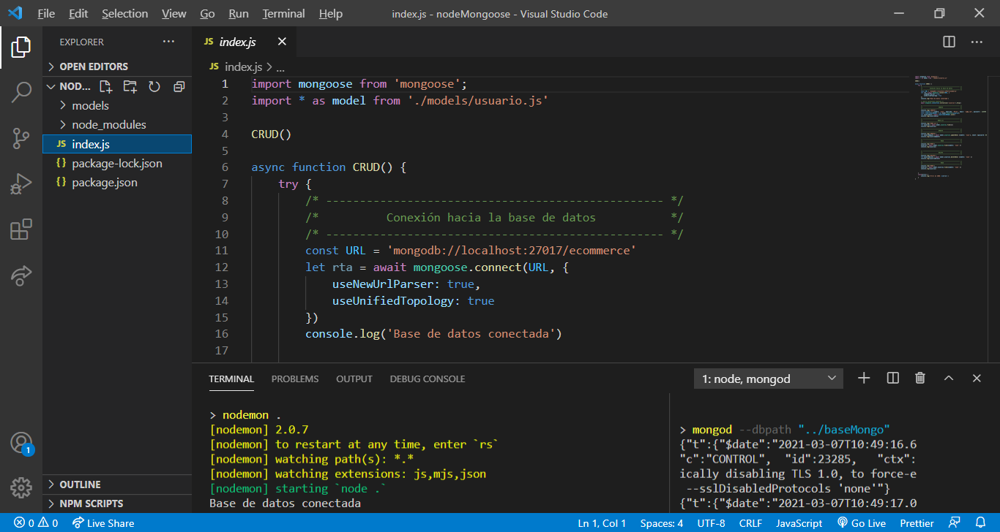 File Edit Selection View Go Run Terminal Help
index.js - nodeMongoose - Visual Studio Code
EXPLORER
OPEN EDITORS
NOD...
models
node_modules
JS index.js
{} package-lock.json
{} package.json
OUTLINE
NPM SCRIPTS
JS index.js
JS index.js > ...
1 import mongoose from 'mongoose';
2 import * as model from './models/usuario.js'
3
4 CRUD()
5
6 async function CRUD() {
7 try {
8 /* -------------------------------------------------- */
9 /* Conexión hacia la base de datos */
10 /* -------------------------------------------------- */
11 const URL = 'mongodb://localhost:27017/ecommerce'
12 let rta = await mongoose.connect(URL, {
13 useNewUrlParser: true,
14 useUnifiedTopology: true
15 })
16 console.log('Base de datos conectada')
17
TERMINAL PROBLEMS OUTPUT DEBUG CONSOLE
1: node, mongod
> nodemon .
[nodemon] 2.0.7
[nodemon] to restart at any time, enter `rs`
[nodemon] watching path(s): *.*
[nodemon] watching extensions: js,mjs,json
[nodemon] starting `node .`
Base de datos conectada
> mongod --dbpath "../baseMongo"
{"t":{"$date":"2021-03-07T10:49:16.6
"c":"CONTROL", "id":23285, "ctx":
ically disabling TLS 1.0, to force-e
--sslDisabledProtocols 'none'"}
{"t":{"$date":"2021-03-07T10:49:17.0
1
0 0 Live Share
Ln 1, Col 1 Spaces: 4 UTF-8 CRLF JavaScript Go Live Prettier